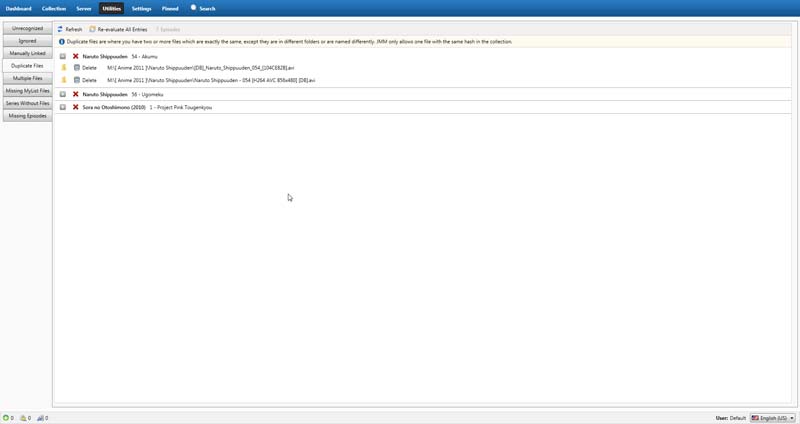 Dashboard Collection Server Utilities Settings Pinned Search
Unrecognized
Ignored
Manually Linked
Duplicate Files
Multiple Files
Missing MyList Files
Series Without Files
Missing Episodes
Refresh Re-evaluate All Entries ? Episodes
Duplicate files are where you have two or more files which are exactly the same, except they are in different folders or are named differently. JMM only allows one file with the same hash in the collection.
Naruto Shippuuden 54 - Akumu
Delete M:\[ Anime 2011 ]\Naruto Shippuuden\[DB]_Naruto_Shippuuden_054_[104CE82B].avi
Delete M:\[ Anime 2011 ]\Naruto Shippuuden\Naruto Shippuuden - 054 [H264 AVC 856x480] [DB].avi
Naruto Shippuuden 56 - Ugomeku
Sora no Otoshimono (2010) 1 - Project Pink Tougenkyou
0 0 0
User: Default English (US)